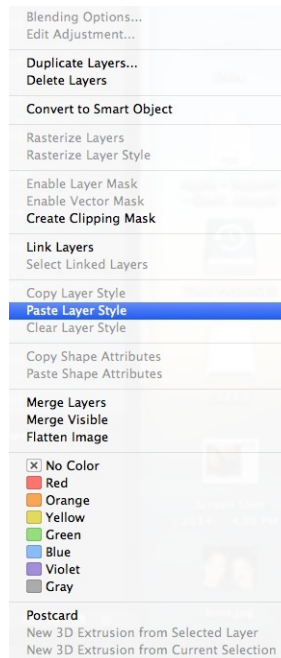 Blending Options...
Edit Adjustment...
Duplicate Layers...
Delete Layers
Convert to Smart Object
Rasterize Layers
Rasterize Layer Style
Enable Layer Mask
Enable Vector Mask
Create Clipping Mask
Link Layers
Select Linked Layers
Copy Layer Style
Paste Layer Style
Clear Layer Style
Copy Shape Attributes
Paste Shape Attributes
Merge Layers
Merge Visible
Flatten Image
No Color
Red
Orange
Yellow
Green
Blue
Violet
Gray
Postcard
New 3D Extrusion from Selected Layer
New 3D Extrusion from Current Selection